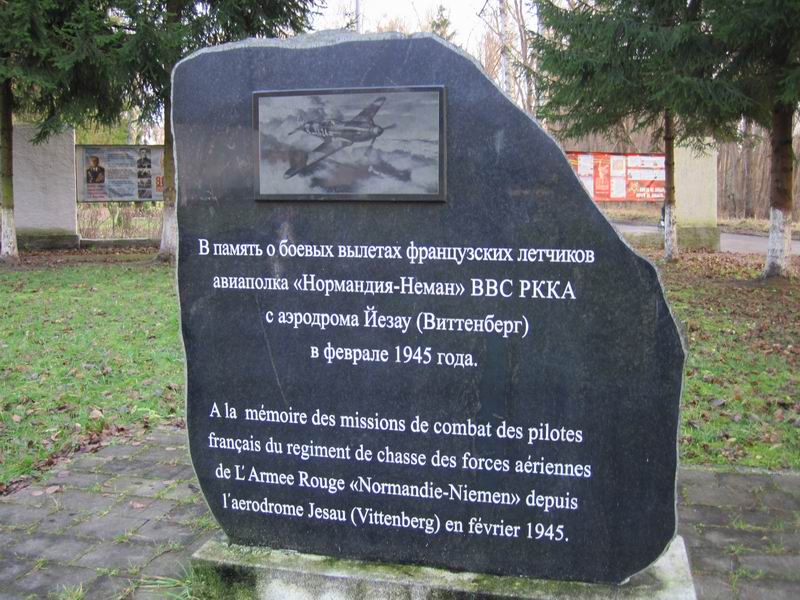 В память о боевых вылетах французских летчиков
авиаполка «Нормандия-Неман» ВВС РККА
с аэродрома Йезау (Виттенберг)
в феврале 1945 года.
A la mémoire des missions de combat des pilotes
français du regiment de chasse des forces aériennes
de L'Armee Rouge «Normandie-Niemen» depuis
l'aerodrome Jesau (Vittenberg) en février 1945.